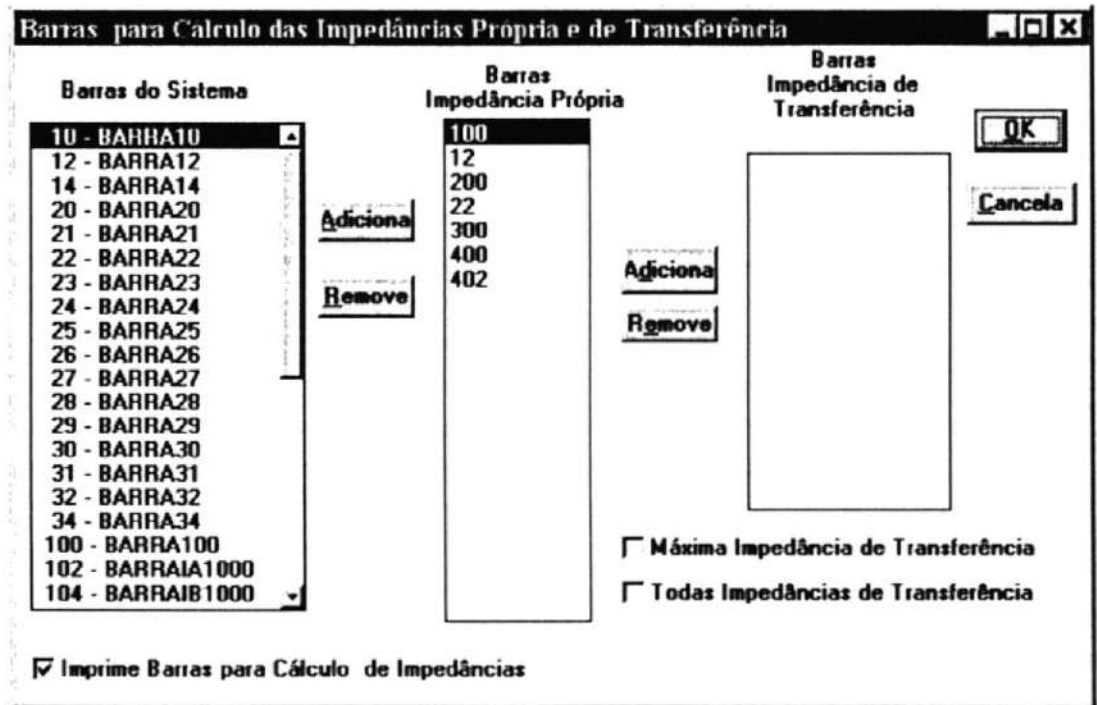 Barras para Calculo das Impedâncias Própria e de Transferência
Barras do Sistema
10 - BARRA10
12 - BARRA12
14 - BARRA14
20 - BARRA20
21 - BARRA21
22 - BARRA22
23 - BARRA23
24 - BARRA24
25 - BARRA25
26 - BARRA26
27 - BARRA27
28 - BARRA28
29 - BARRA29
30 - BARRA30
31 - BARRA31
32 - BARRA32
34 - BARRA34
100 - BARRA100
102 - BARRAIA1000
104 - BARRAIB1000
Adiciona
Remove
Barras
Impedância Própria
100
12
200
22
300
400
402
Adiciona
Remove
Barras
Impedância de
Transferência
OK
Cancela
Máxima Impedância de Transferência
Todas Impedâncias de Transferência
Imprime Barras para Cálculo de Impedâncias